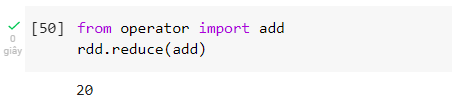 [50] from operator import add
0
giây
rdd.reduce(add)
20